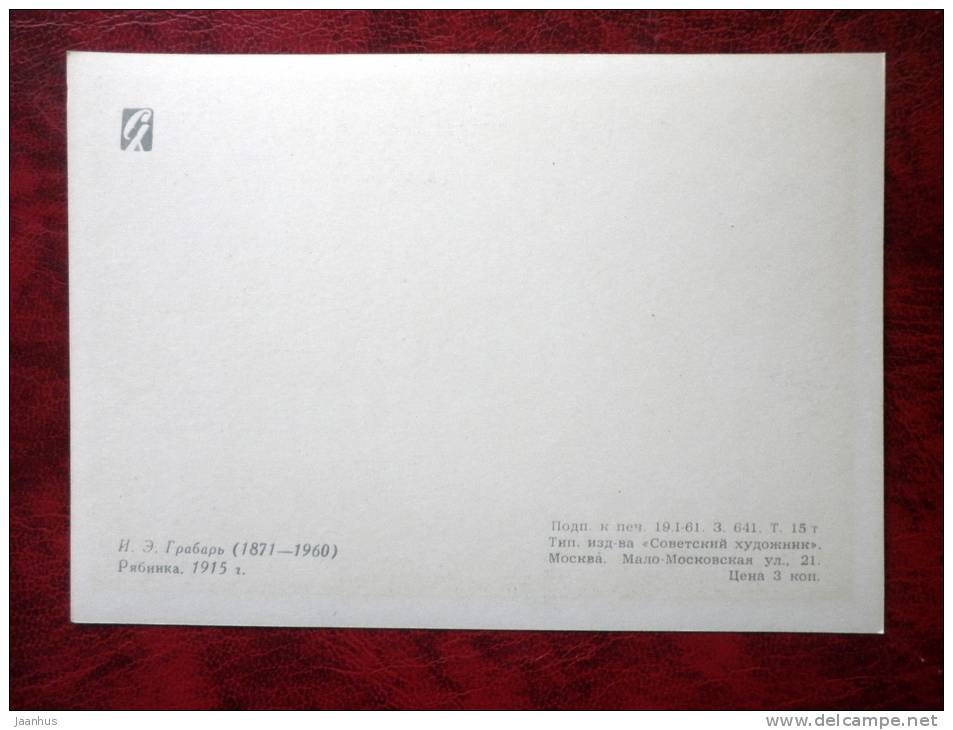 СХ
И. Э. Грабарь (1871—1960)
Рябинка. 1915 г.
Подп. к печ. 19.I-61. З. 641. Т. 15 т
Тип. изд-ва «Советский художник».
Москва. Мало-Московская ул., 21.
Цена 3 коп.
Jaanhus
www.delcampe.net